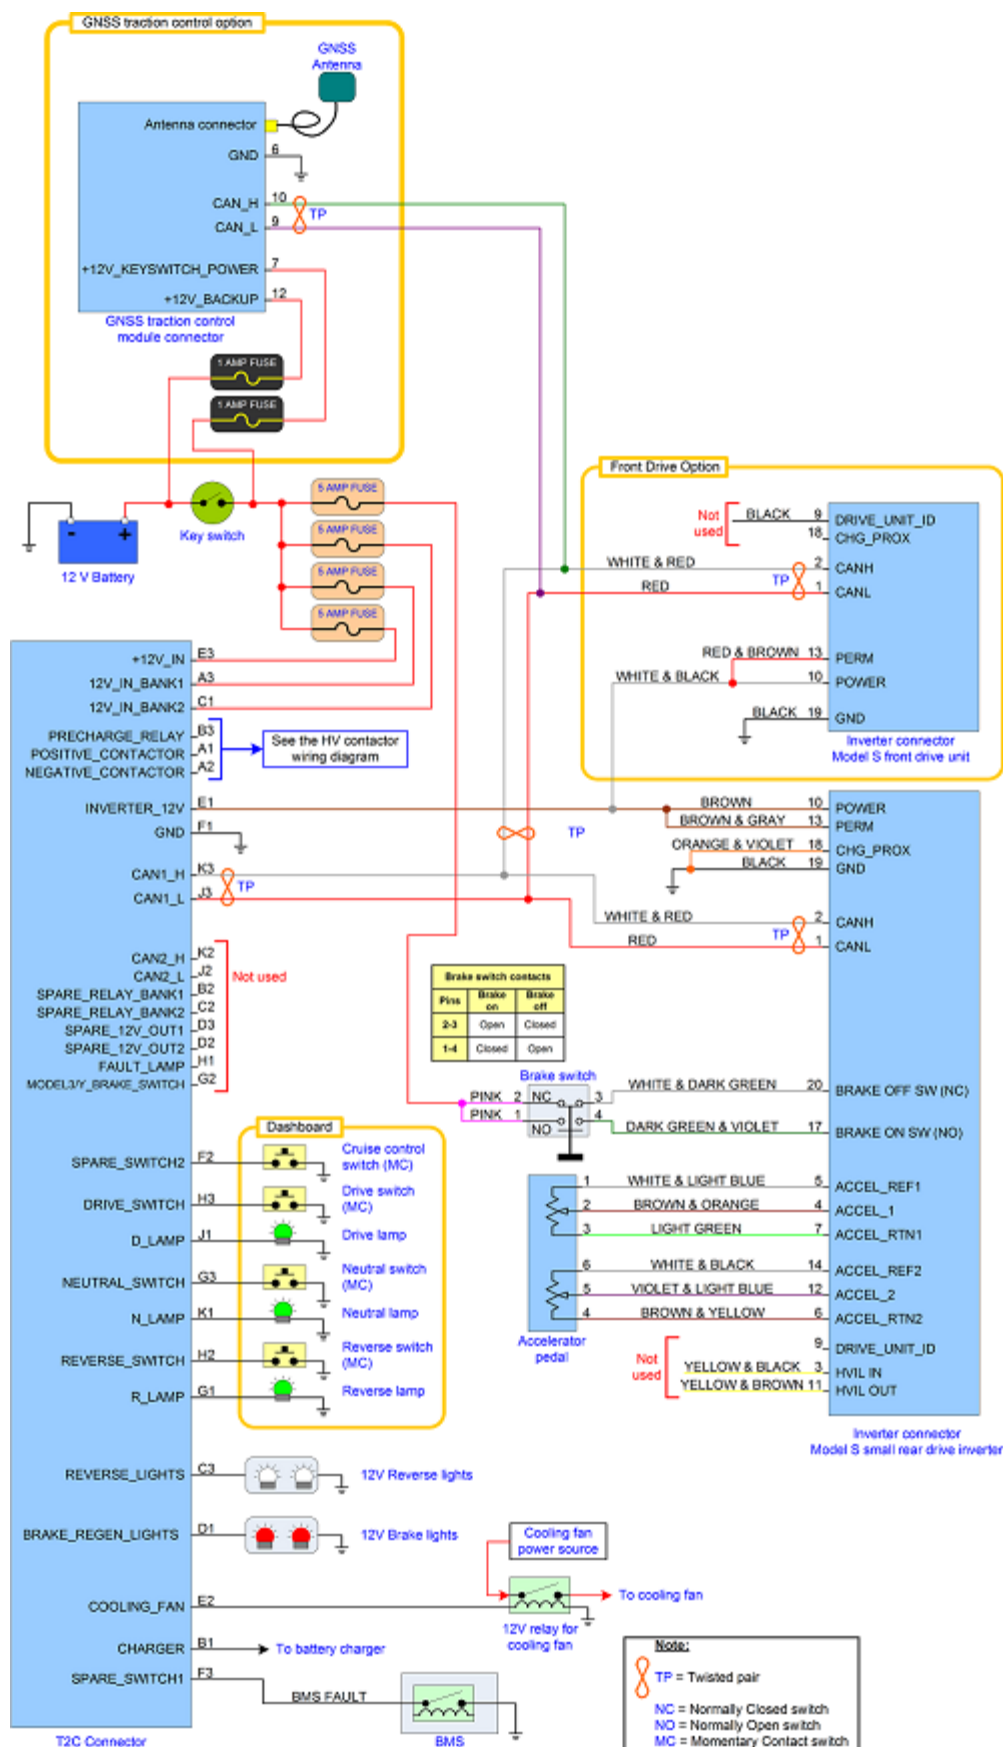 GNSS traction control option
GNSS
Antenna
Antenna connector
GND 6
CAN_H 10
TP
CAN_L 9
+12V_KEYSWITCH_POWER 7
+12V_BACKUP 12
GNSS traction control
module connector
1 AMP FUSE
1 AMP FUSE
Front Drive Option
5 AMP FUSE
5 AMP FUSE
5 AMP FUSE
5 AMP FUSE
Key switch
- +
12 V Battery
Not
used
BLACK 9 DRIVE_UNIT_ID
18 CHG_PROX
WHITE & RED 2 CANH
TP
RED 1 CANL
RED & BROWN 13 PERM
WHITE & BLACK 10 POWER
BLACK 19 GND
Inverter connector
Model S front drive unit
+12V_IN E3
12V_IN_BANK1 A3
12V_IN_BANK2 C1
PRECHARGE_RELAY B3
POSITIVE_CONTACTOR A1
NEGATIVE_CONTACTOR A2
See the HV contactor
wiring diagram
INVERTER_12V E1
GND F1
TP
CAN1_H K3
TP
CAN1_L J3
BROWN 10 POWER
BROWN & GRAY 13 PERM
ORANGE & VIOLET 18 CHG_PROX
BLACK 19 GND
WHITE & RED 2 CANH
TP
RED 1 CANL
CAN2_H K2
CAN2_L J2
SPARE_RELAY_BANK1 B2
SPARE_RELAY_BANK2 C2
SPARE_12V_OUT1 D3
SPARE_12V_OUT2 D2
FAULT_LAMP H1
MODEL3/Y_BRAKE_SWITCH G2
Not used
Brake switch contacts
Pins Brake on Brake off
2-3 Open Closed
1-4 Closed Open
Brake switch
PINK 2 NC 3 WHITE & DARK GREEN 20 BRAKE OFF SW (NC)
PINK 1 NO 4 DARK GREEN & VIOLET 17 BRAKE ON SW (NO)
Dashboard
SPARE_SWITCH2 F2
Cruise control
switch (MC)
DRIVE_SWITCH H3
Drive switch
(MC)
D_LAMP J1
Drive lamp
NEUTRAL_SWITCH G3
Neutral switch
(MC)
N_LAMP K1
Neutral lamp
REVERSE_SWITCH H2
Reverse switch
(MC)
R_LAMP G1
Reverse lamp
1 WHITE & LIGHT BLUE 5 ACCEL_REF1
2 BROWN & ORANGE 4 ACCEL_1
3 LIGHT GREEN 7 ACCEL_RTN1
6 WHITE & BLACK 14 ACCEL_REF2
5 VIOLET & LIGHT BLUE 12 ACCEL_2
4 BROWN & YELLOW 6 ACCEL_RTN2
Accelerator
pedal
9 DRIVE_UNIT_ID
Not
used
YELLOW & BLACK 3 HVIL IN
YELLOW & BROWN 11 HVIL OUT
Inverter connector
Model S small rear drive inverter
REVERSE_LIGHTS C3
12V Reverse lights
BRAKE_REGEN_LIGHTS D1
12V Brake lights
Cooling fan
power source
To cooling fan
COOLING_FAN E2
12V relay for
cooling fan
CHARGER B1
To battery charger
SPARE_SWITCH1 F3
BMS FAULT
BMS
T2C Connector
Note:
TP = Twisted pair
NC = Normally Closed switch
NO = Normally Open switch
MC = Momentary Contact switch